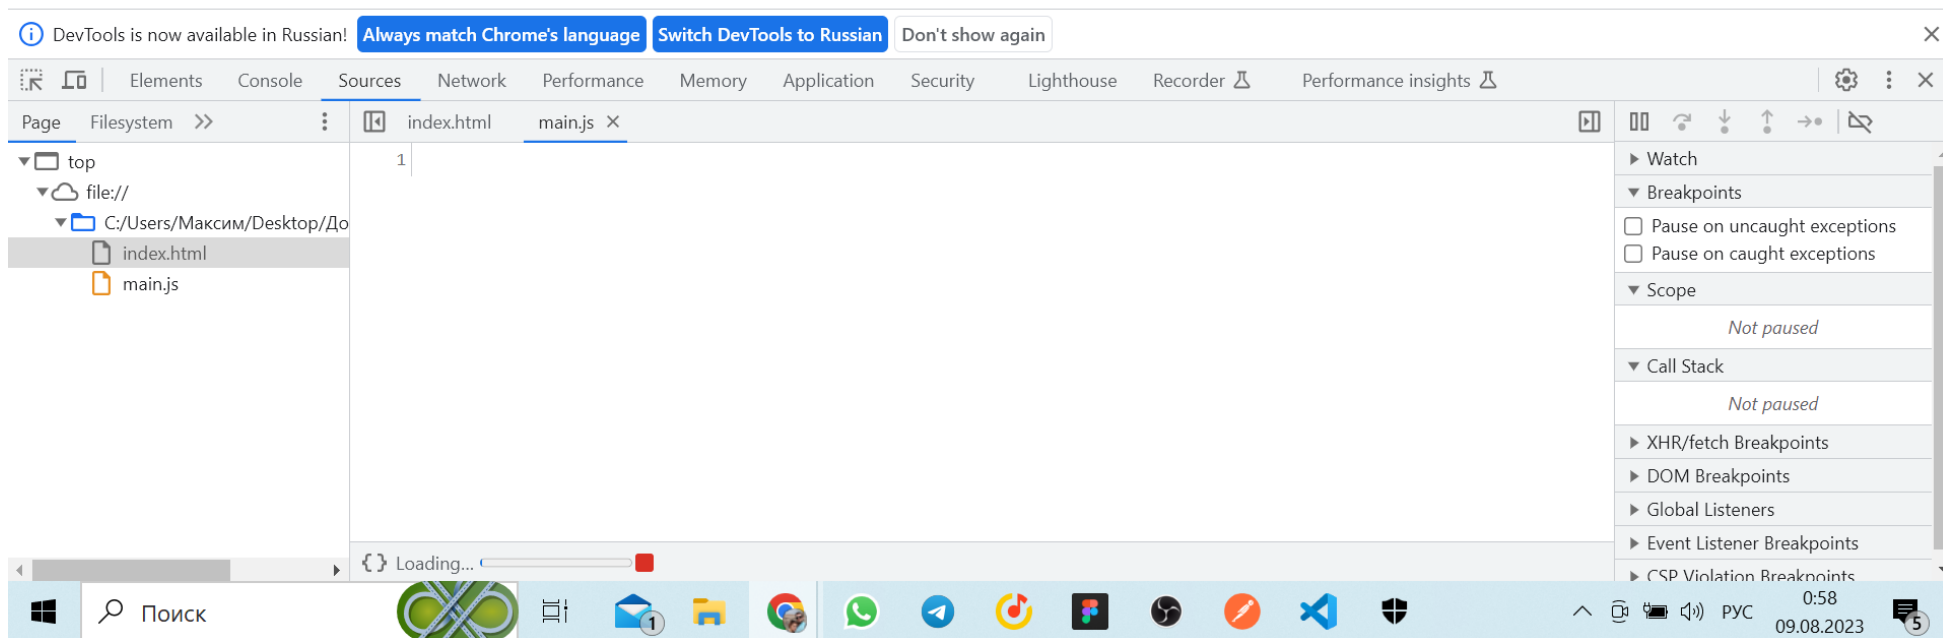 DevTools is now available in Russian! Always match Chrome's language Switch DevTools to Russian Don't show again
Elements Console Sources Network Performance Memory Application Security Lighthouse Recorder Performance insights
Page Filesystem
index.html main.js
top
file://
C:/Users/Максим/Desktop/До
index.html
main.js
1
Loading...
Watch
Breakpoints
Pause on uncaught exceptions
Pause on caught exceptions
Scope
Not paused
Call Stack
Not paused
XHR/fetch Breakpoints
DOM Breakpoints
Global Listeners
Event Listener Breakpoints
CSP Violation Breakpoints
Поиск
1
РУС
0:58
09.08.2023
5